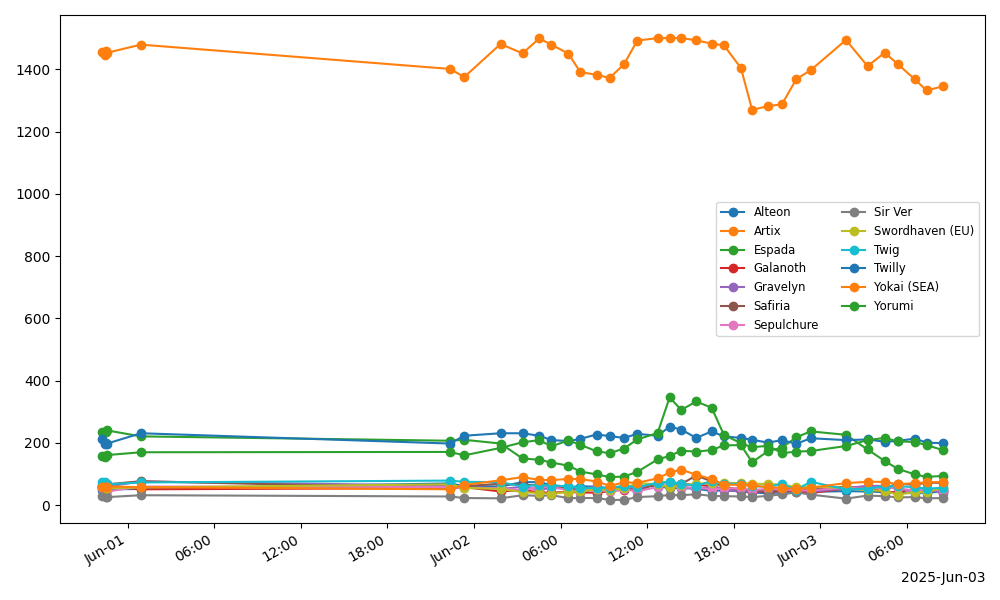 1400
1200
1000
800
600
400
200
0
Alteon
Artix
Espada
Galanoth
Gravelyn
Safiria
Sepulchure
Sir Ver
Swordhaven (EU)
Twig
Twilly
Yokai (SEA)
Yorumi
Jun-01
06:00
12:00
18:00
Jun-02
06:00
12:00
18:00
Jun-03
06:00
2025-Jun-03